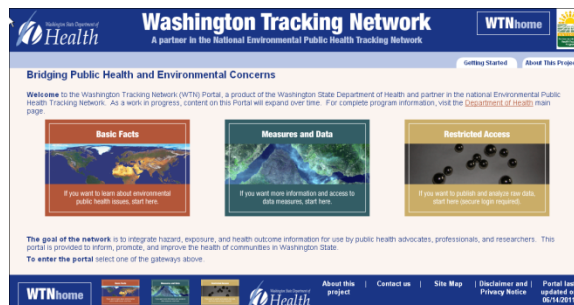 Washington State Department of
Health
Washington Tracking Network
A partner in the National Environmental Public Health Tracking Network
WTNhome
Getting Started
About This Projec
Bridging Public Health and Environmental Concerns
Welcome to the Washington Tracking Network (WTN) Portal, a product of the Washington State Department of Health and partner in the national Environmental Public
Health Tracking Network. As a work in progress, content on this Portal will expand over time. For complete program information, visit the Department of Health main
page.
Basic Facts
If you want to learn about environmental
public health issues, start here.
Measures and Data
If you want more information and access to
data measures, start here.
Restricted Access
If you want to publish and analyze raw data,
start here (secure login required).
The goal of the network is to integrate hazard, exposure, and health outcome information for use by public health advocates, professionals, and researchers. This
portal is provided to inform, promote, and improve the health of communities in Washington State.
To enter the portal select one of the gateways above.
WTNhome
Washington State Department of
Health
About this
project
Contact us
Site Map
Disclaimer and
Privacy Notice
Portal las
updated o
06/14/201